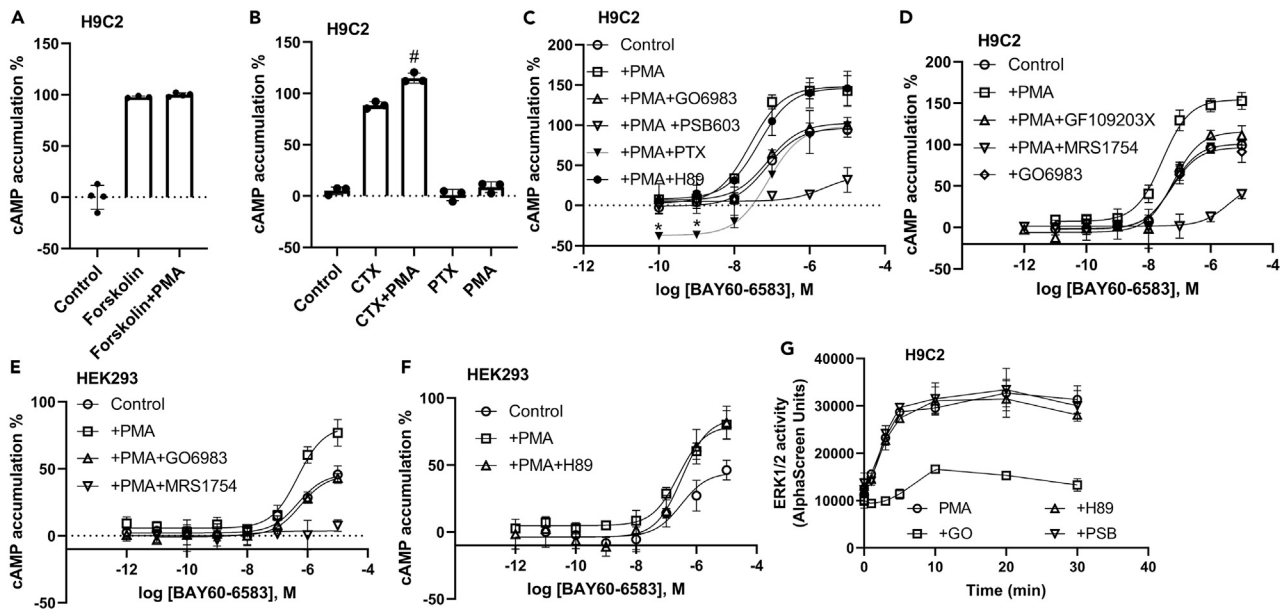 A
H9C2
cAMP accumulation %
150
100
50
0
-50
Control
Forskolin
Forskolin+PMA
B
H9C2
cAMP accumulation %
150
100
50
0
-50
#
Control
CTX
CTX+PMA
PTX
PMA
C
H9C2
cAMP accumulation %
200
150
100
50
0
-50
Control
+PMA
+PMA+GO6983
+PMA +PSB603
+PMA+PTX
+PMA+H89
*
*
-12
-10
-8
-6
-4
log [BAY60-6583], M
D
H9C2
cAMP accumulation %
200
150
100
50
0
-50
Control
+PMA
+PMA+GF109203X
+PMA+MRS1754
+GO6983
-12
-10
-8
-6
-4
log [BAY60-6583], M
E
HEK293
cAMP accumulation %
100
50
0
-50
Control
+PMA
+PMA+GO6983
+PMA+MRS1754
-12
-10
-8
-6
-4
log [BAY60-6583], M
F
HEK293
cAMP accumulation %
100
50
0
-50
Control
+PMA
+PMA+H89
-12
-10
-8
-6
-4
log [BAY60-6583], M
G
H9C2
ERK1/2 activity
(AlphaScreen Units)
40000
30000
20000
10000
0
PMA
+H89
+GO
+PSB
0
10
20
30
40
Time (min)